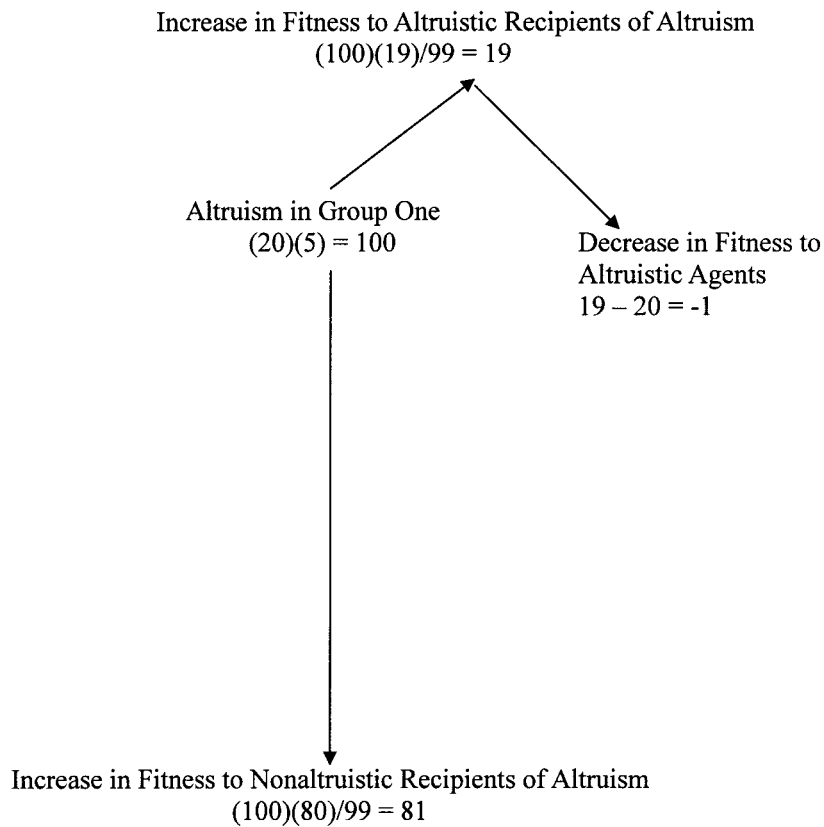 Increase in Fitness to Altruistic Recipients of Altruism
(100)(19)/99 = 19
Altruism in Group One
(20)(5) = 100
Decrease in Fitness to
Altruistic Agents
19 – 20 = -1
Increase in Fitness to Nonaltruistic Recipients of Altruism
(100)(80)/99 = 81